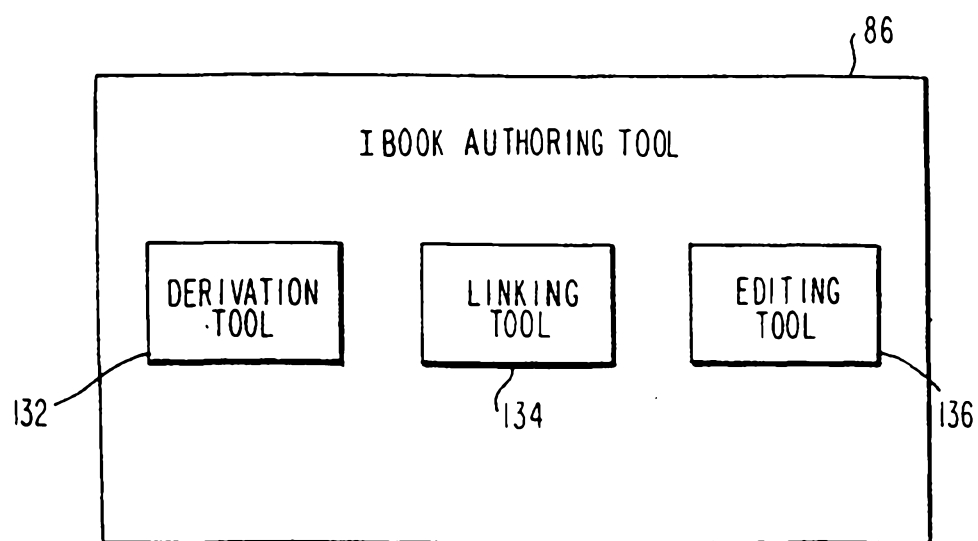 86
IBOOK AUTHORING TOOL
DERIVATION
TOOL
LINKING
TOOL
EDITING
TOOL
132
134
136